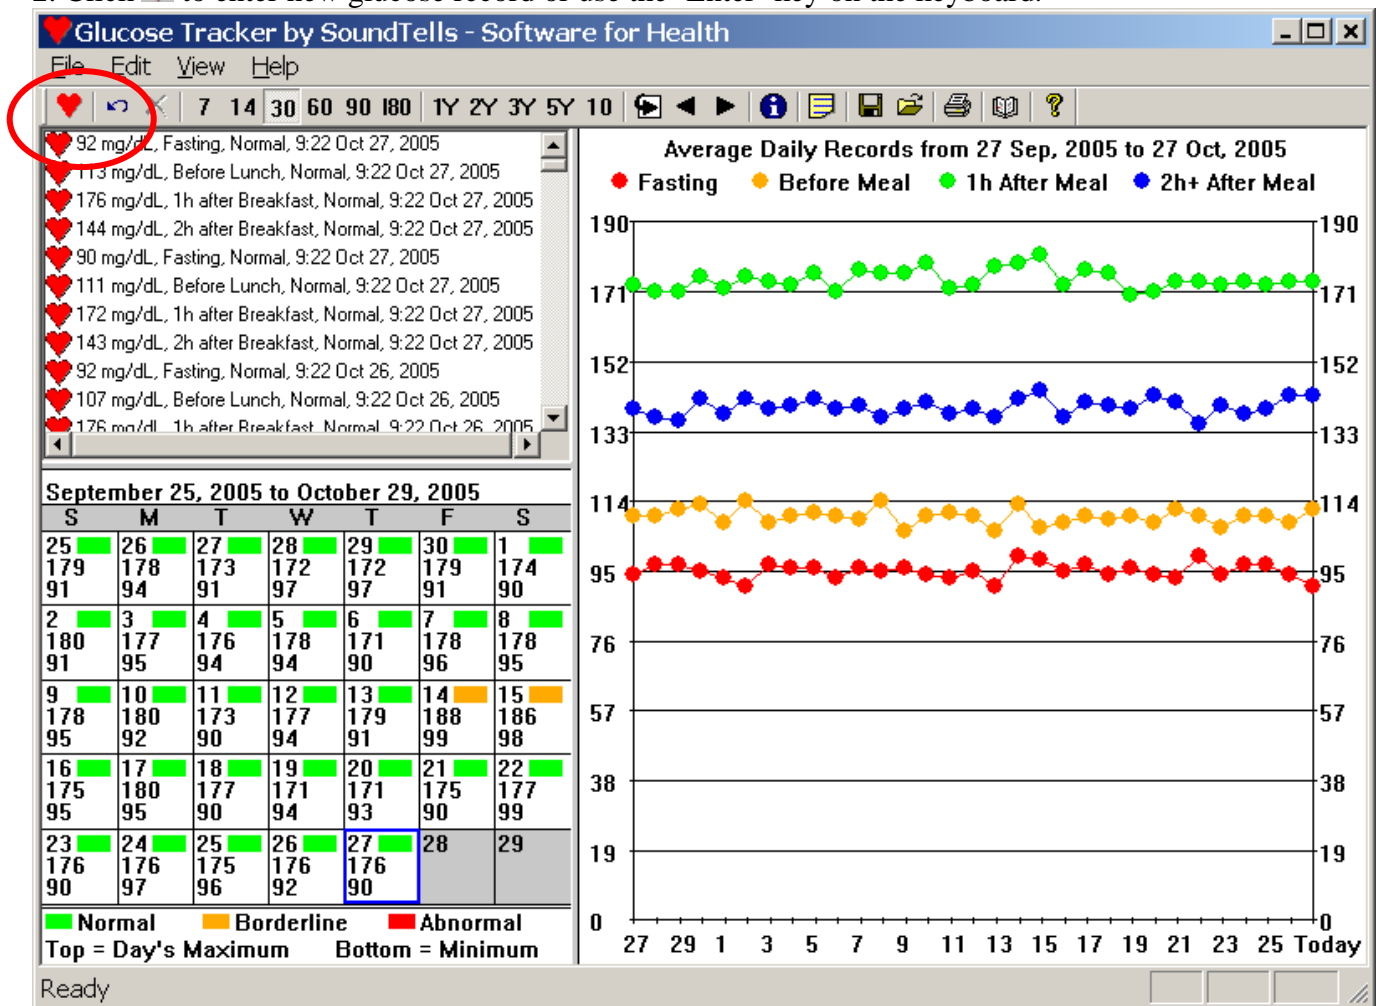 Glucose Tracker by SoundTells - Software for Health
File Edit View Help
7 14 30 60 90 180 1Y 2Y 3Y 5Y 10
92 mg/dL, Fasting, Normal, 9:22 Oct 27, 2005
113 mg/dL, Before Lunch, Normal, 9:22 Oct 27, 2005
176 mg/dL, 1h after Breakfast, Normal, 9:22 Oct 27, 2005
144 mg/dL, 2h after Breakfast, Normal, 9:22 Oct 27, 2005
90 mg/dL, Fasting, Normal, 9:22 Oct 27, 2005
111 mg/dL, Before Lunch, Normal, 9:22 Oct 27, 2005
172 mg/dL, 1h after Breakfast, Normal, 9:22 Oct 27, 2005
143 mg/dL, 2h after Breakfast, Normal, 9:22 Oct 27, 2005
92 mg/dL, Fasting, Normal, 9:22 Oct 26, 2005
107 mg/dL, Before Lunch, Normal, 9:22 Oct 26, 2005
176 mg/dL, 1h after Breakfast, Normal, 9:22 Oct 26, 2005
September 25, 2005 to October 29, 2005
S M T W T F S
25 26 27 28 29 30 1
179 178 173 172 172 179 174
91 94 91 97 97 91 90
2 3 4 5 6 7 8
180 177 176 178 171 178 178
91 95 94 94 90 96 95
9 10 11 12 13 14 15
178 180 173 177 179 188 186
95 92 90 94 91 99 98
16 17 18 19 20 21 22
175 180 177 171 171 175 177
95 95 90 94 93 90 99
23 24 25 26 27 28 29
176 176 175 176 176
90 97 96 92 90
Normal Borderline Abnormal
Top = Day's Maximum Bottom = Minimum
Average Daily Records from 27 Sep, 2005 to 27 Oct, 2005
Fasting Before Meal 1h After Meal 2h+ After Meal
190 190
171 171
152 152
133 133
114 114
95 95
76 76
57 57
38 38
19 19
0 0
27 29 1 3 5 7 9 11 13 15 17 19 21 23 25 Today
Ready